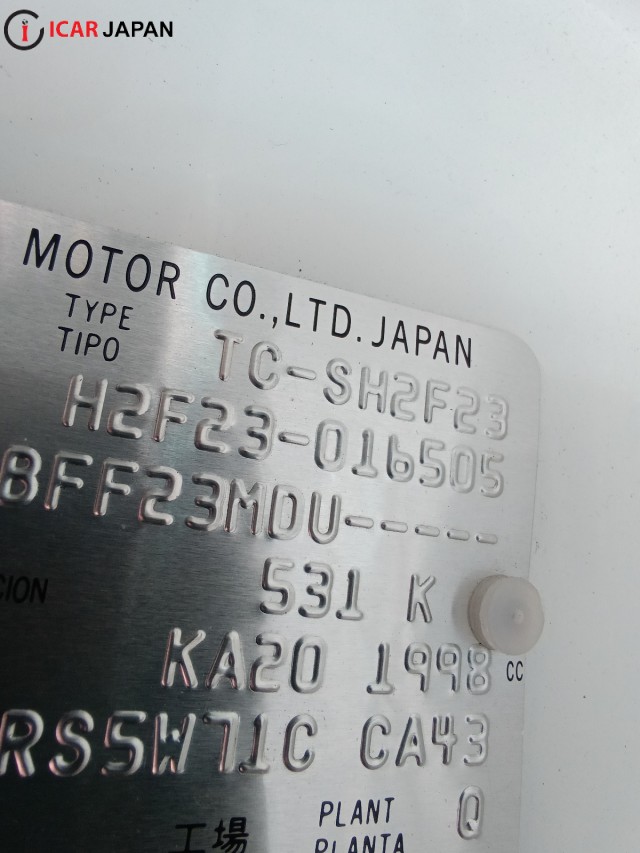 ICAR JAPAN
MOTOR CO.,LTD. JAPAN
TYPE
TIPO
TC-SH2F23
H2F23-016505
8FF23MDU-----
CION
531 K
KA20 1998 CC
RS5W71C CA43
工場
PLANT
PLANTA
Q